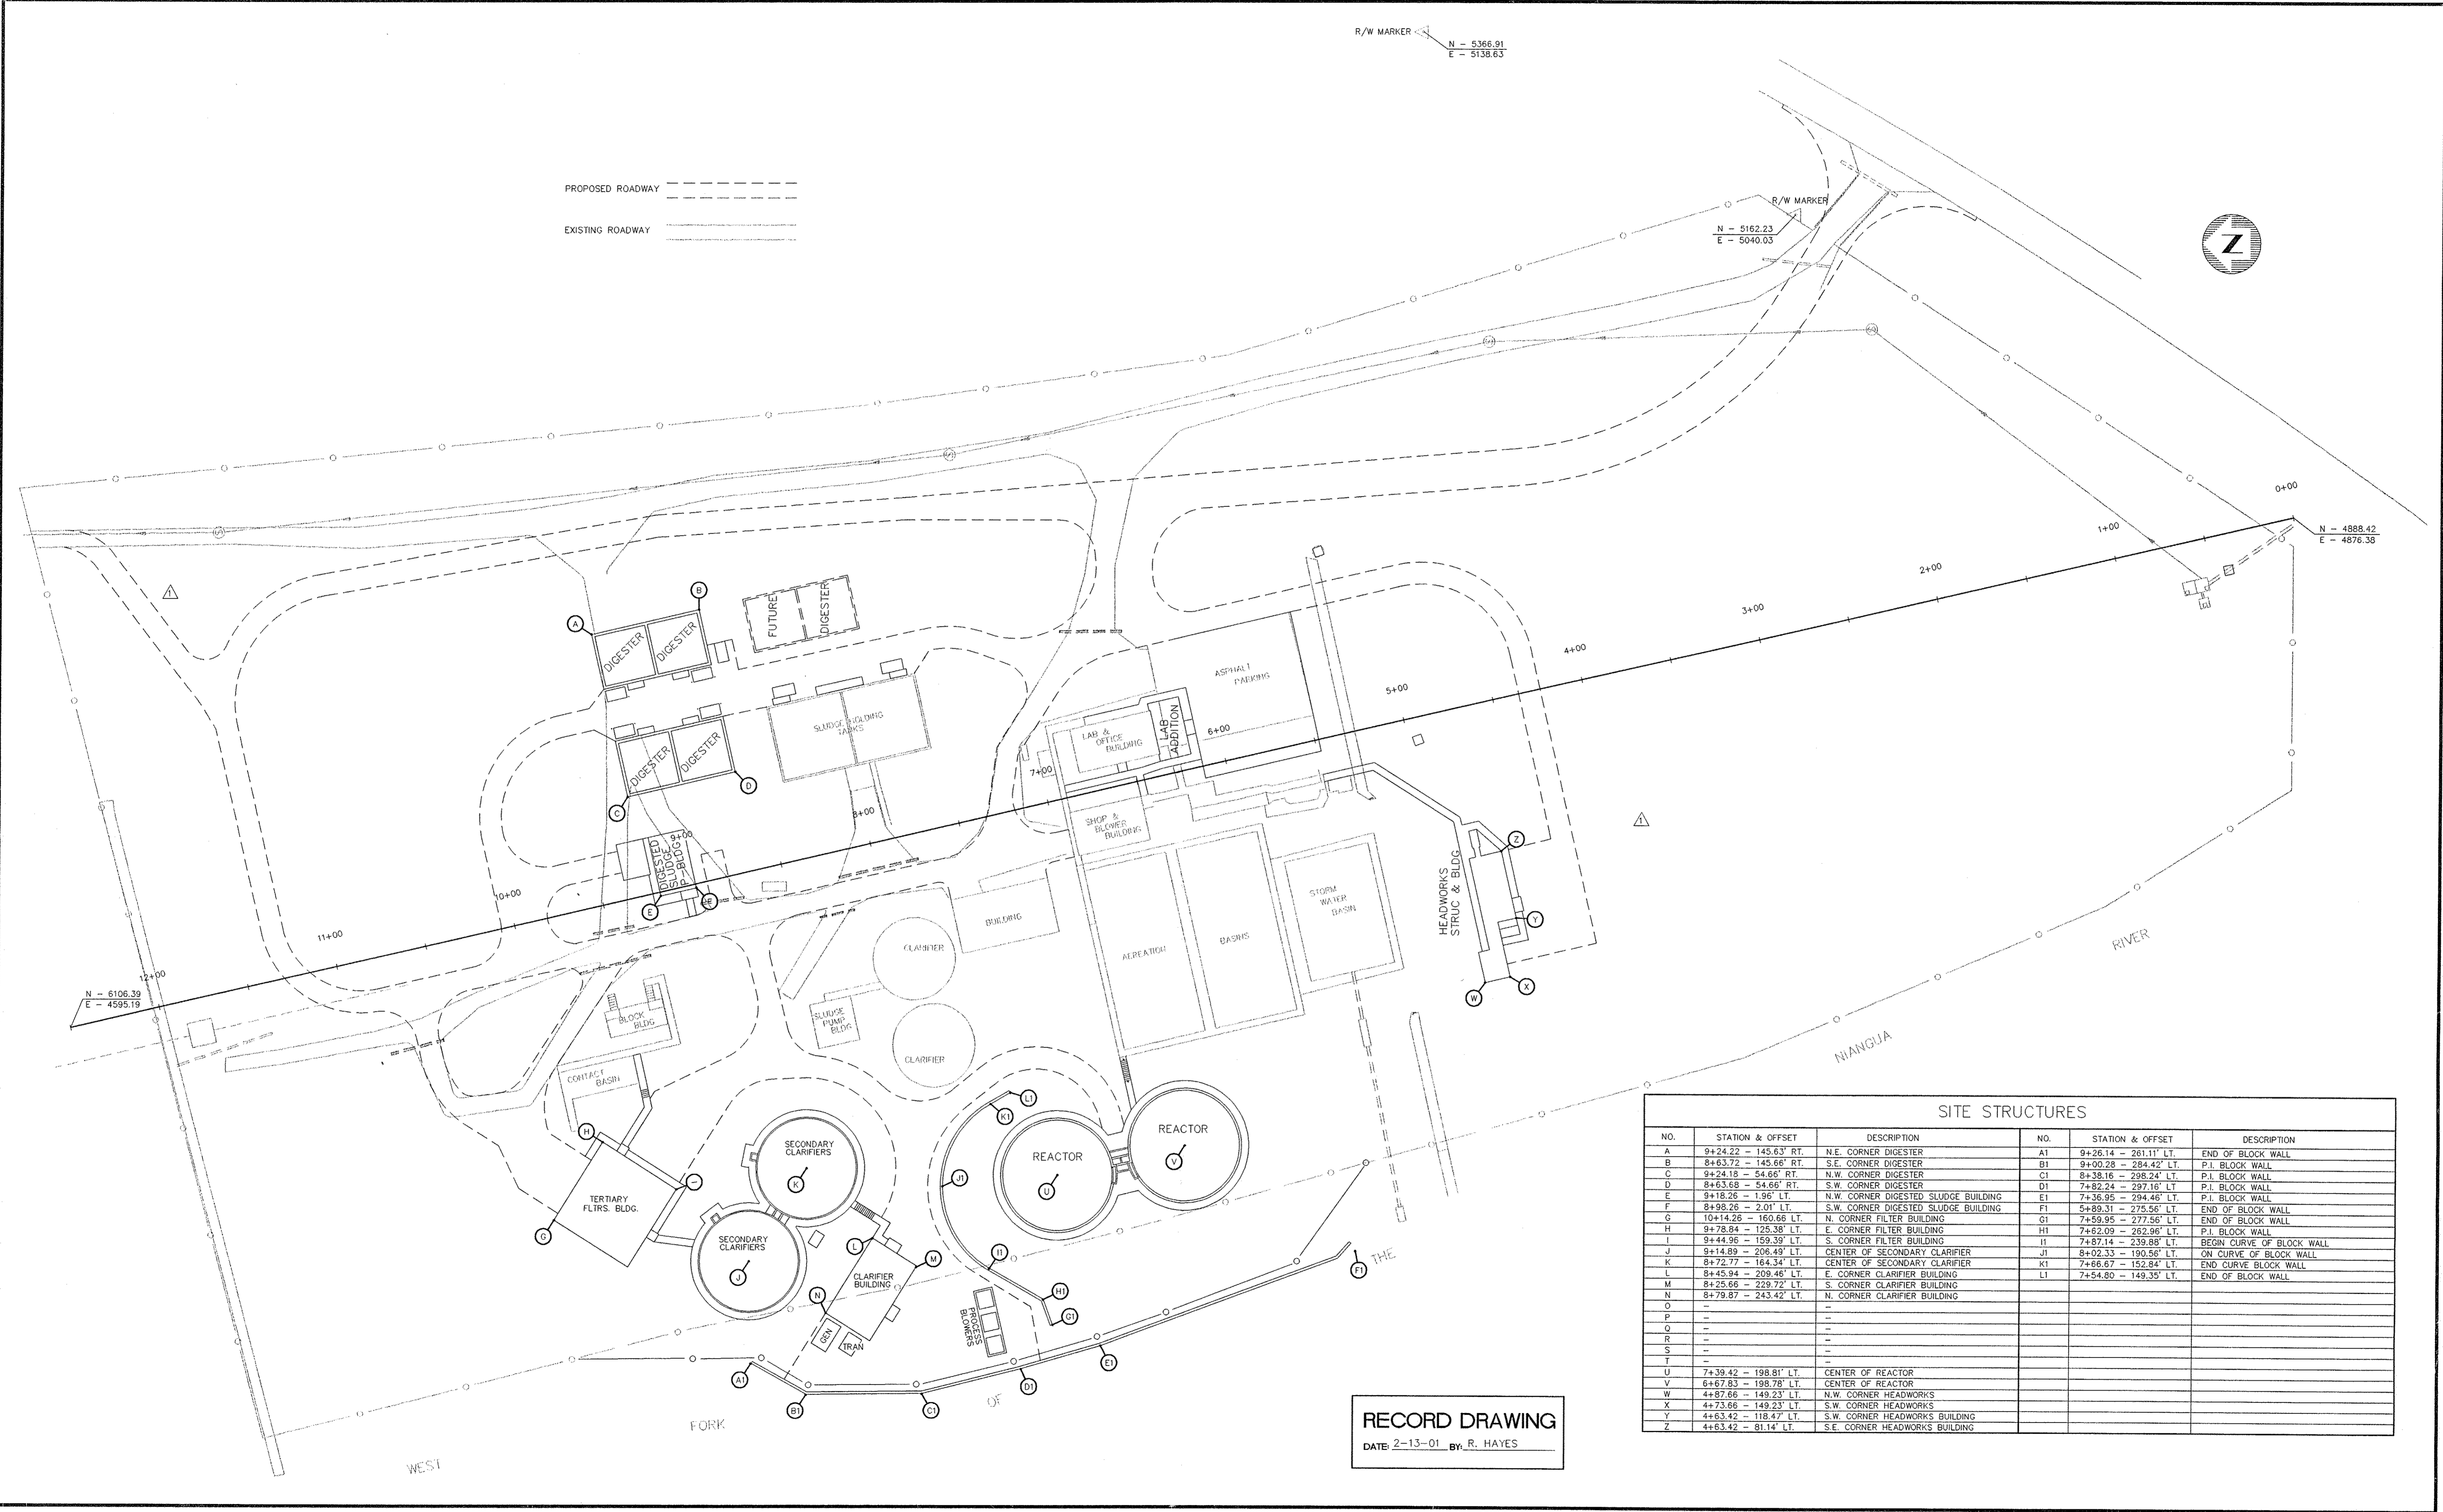 R/W MARKER
N - 5366.91
E - 5138.63
PROPOSED ROADWAY
EXISTING ROADWAY
R/W MARKER
N - 5162.23
E - 5040.03
Z
0+00
N - 4888.42
E - 4876.38
1+00
2+00
3+00
4+00
5+00
6+00
7+00
8+00
9+00
10+00
11+00
12+00
N - 6106.39
E - 4595.19
1
1
S
S
S
S
A
B
DIGESTER
DIGESTER
FUTURE
DIGESTER
C
D
DIGESTER
DIGESTER
SLUDGE HOLDING
TANKS
LAB &
OFFICE
BUILDING
LAB
ADDITION
ASPHALT
PARKING
SHOP &
BLOWER
BUILDING
DIGESTED
SLUDGE
P-BLDG
E
F
BUILDING
CLARIFIER
CLARIFIER
SLUDGE
PUMP
BLDG
BLOCK
BLDG
CONTACT
BASIN
AEREATION
BASINS
STORM
WATER
BASIN
HEADWORKS
STRUC & BLDG
Z
Y
X
W
H
I
G
TERTIARY
FLTRS. BLDG.
SECONDARY
CLARIFIERS
K
SECONDARY
CLARIFIERS
J
L
M
N
CLARIFIER
BUILDING
GEN
TRAN
L1
K1
J1
I1
H1
G1
REACTOR
U
REACTOR
V
PROCESS
BLOWERS
A1
B1
C1
D1
E1
F1
WEST
FORK
OF
THE
NIANGUA
RIVER
RECORD DRAWING
DATE: 2-13-01 BY: R. HAYES
SITE STRUCTURES
NO. STATION & OFFSET DESCRIPTION NO. STATION & OFFSET DESCRIPTION
A 9+24.22 - 145.63' RT. N.E. CORNER DIGESTER A1 9+26.14 - 261.11' LT. END OF BLOCK WALL
B 8+63.72 - 145.66' RT. S.E. CORNER DIGESTER B1 9+00.28 - 284.42' LT. P.I. BLOCK WALL
C 9+24.18 - 54.66' RT. N.W. CORNER DIGESTER C1 8+38.16 - 298.24' LT. P.I. BLOCK WALL
D 8+63.68 - 54.66' RT. S.W. CORNER DIGESTER D1 7+82.24 - 297.16' LT P.I. BLOCK WALL
E 9+18.26 - 1.96' LT. N.W. CORNER DIGESTED SLUDGE BUILDING E1 7+36.95 - 294.46' LT. P.I. BLOCK WALL
F 8+98.26 - 2.01' LT. S.W. CORNER DIGESTED SLUDGE BUILDING F1 5+89.31 - 275.56' LT. END OF BLOCK WALL
G 10+14.26 - 160.66 LT. N. CORNER FILTER BUILDING G1 7+59.95 - 277.56' LT. END OF BLOCK WALL
H 9+78.84 - 125.38' LT. E. CORNER FILTER BUILDING H1 7+62.09 - 262.96' LT. P.I. BLOCK WALL
I 9+44.96 - 159.39' LT. S. CORNER FILTER BUILDING I1 7+87.14 - 239.88' LT. BEGIN CURVE OF BLOCK WALL
J 9+14.89 - 206.49' LT. CENTER OF SECONDARY CLARIFIER J1 8+02.33 - 190.56' LT. ON CURVE OF BLOCK WALL
K 8+72.77 - 164.34' LT. CENTER OF SECONDARY CLARIFIER K1 7+66.67 - 152.84' LT. END CURVE BLOCK WALL
L 8+45.94 - 209.46' LT. E. CORNER CLARIFIER BUILDING L1 7+54.80 - 149.35' LT. END OF BLOCK WALL
M 8+25.66 - 229.72' LT. S. CORNER CLARIFIER BUILDING
N 8+79.87 - 243.42' LT. N. CORNER CLARIFIER BUILDING
O - -
P - -
Q - -
R - -
S - -
T - -
U 7+39.42 - 198.81' LT. CENTER OF REACTOR
V 6+67.83 - 198.78' LT. CENTER OF REACTOR
W 4+87.66 - 149.23' LT. N.W. CORNER HEADWORKS
X 4+73.66 - 149.23' LT. S.W. CORNER HEADWORKS
Y 4+63.42 - 118.47' LT. S.W. CORNER HEADWORKS BUILDING
Z 4+63.42 - 81.14' LT. S.E. CORNER HEADWORKS BUILDING